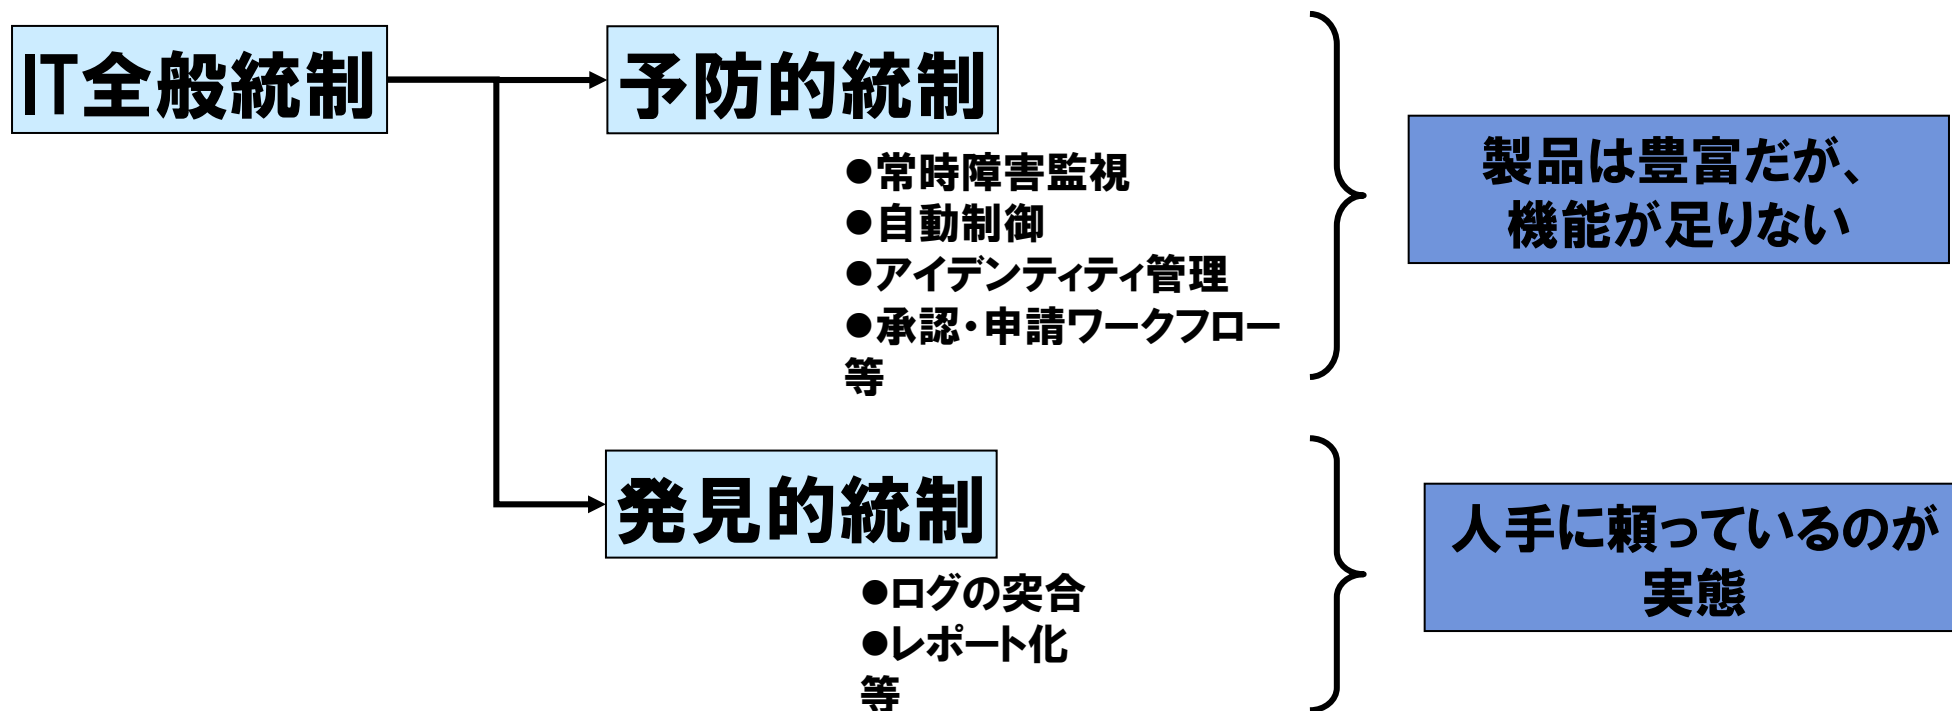 IT全般統制
予防的統制
●常時障害監視
●自動制御
●アイデンティティ管理
●承認・申請ワークフロー
等
製品は豊富だが、
機能が足りない
発見的統制
●ログの突合
●レポート化
等
人手に頼っているのが
実態